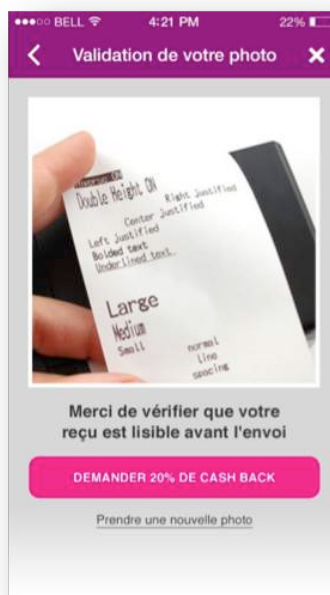 BELL 4:21 PM 22%
Validation de votre photo
Reverse ON
Double Height ON
Right Justified
Center Justified
Left Justified
Bolded text
Underlined text.
Large
Medium
Small
normal
line
spacing
Merci de vérifier que votre
reçu est lisible avant l'envoi
DEMANDER 20% DE CASH BACK
Prendre une nouvelle photo